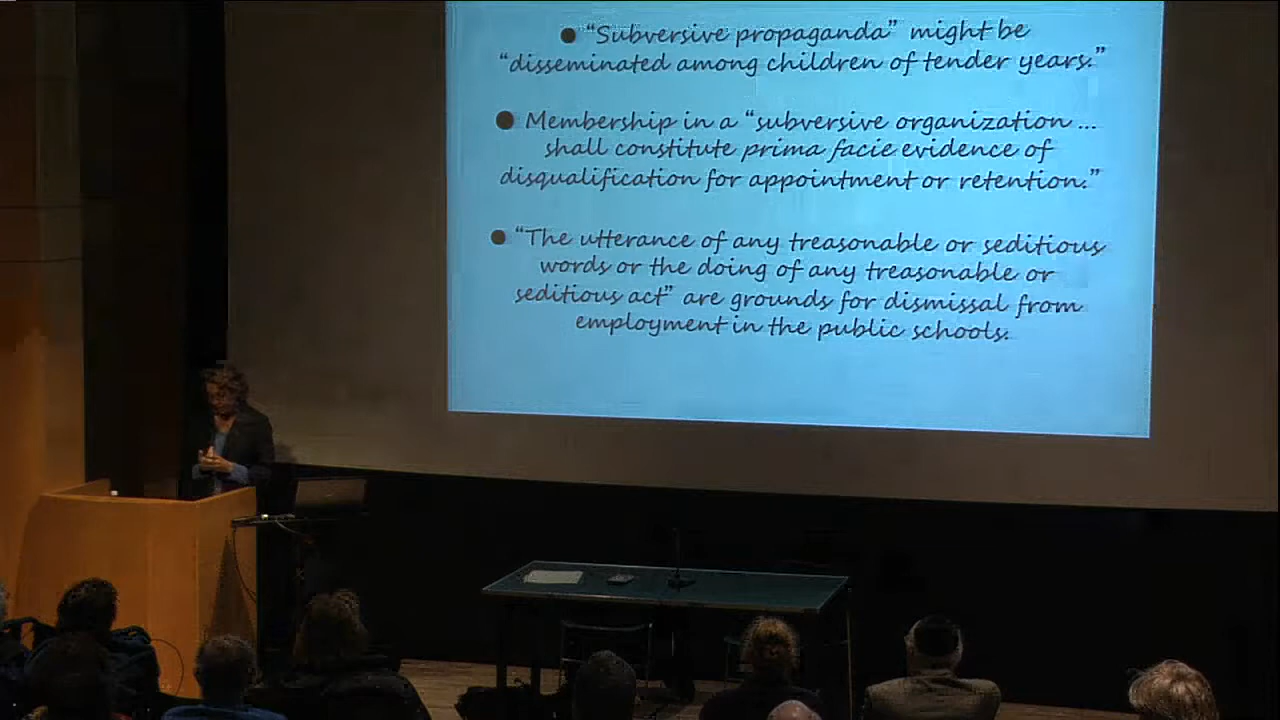 ● “Subversive propaganda” might be
“disseminated among children of tender years.”
● Membership in a “subversive organization ...
shall constitute prima facie evidence of
disqualification for appointment or retention.”
● “The utterance of any treasonable or seditious
words or the doing of any treasonable or
seditious act” are grounds for dismissal from
employment in the public schools.